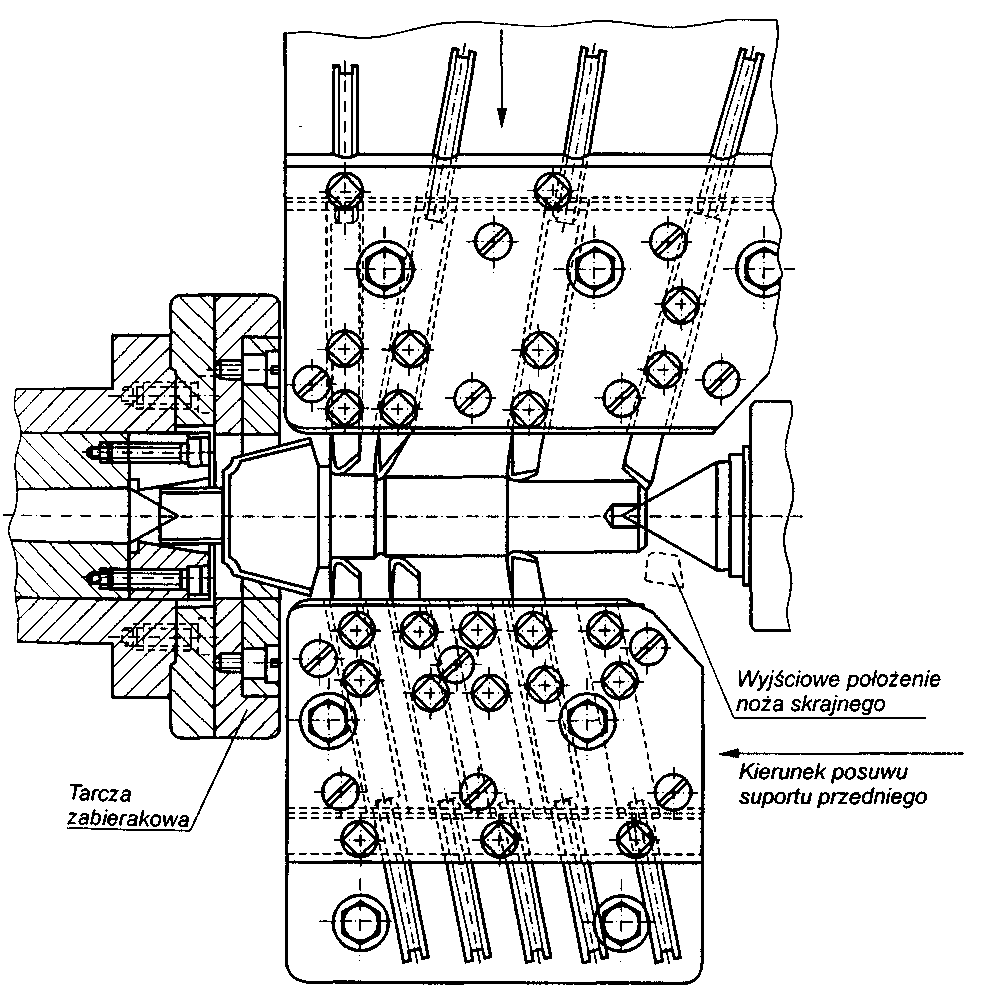 Wyjściowe położenie
noża skrajnego
Kierunek posuwu
suportu przedniego
Tarcza
zabierakowa